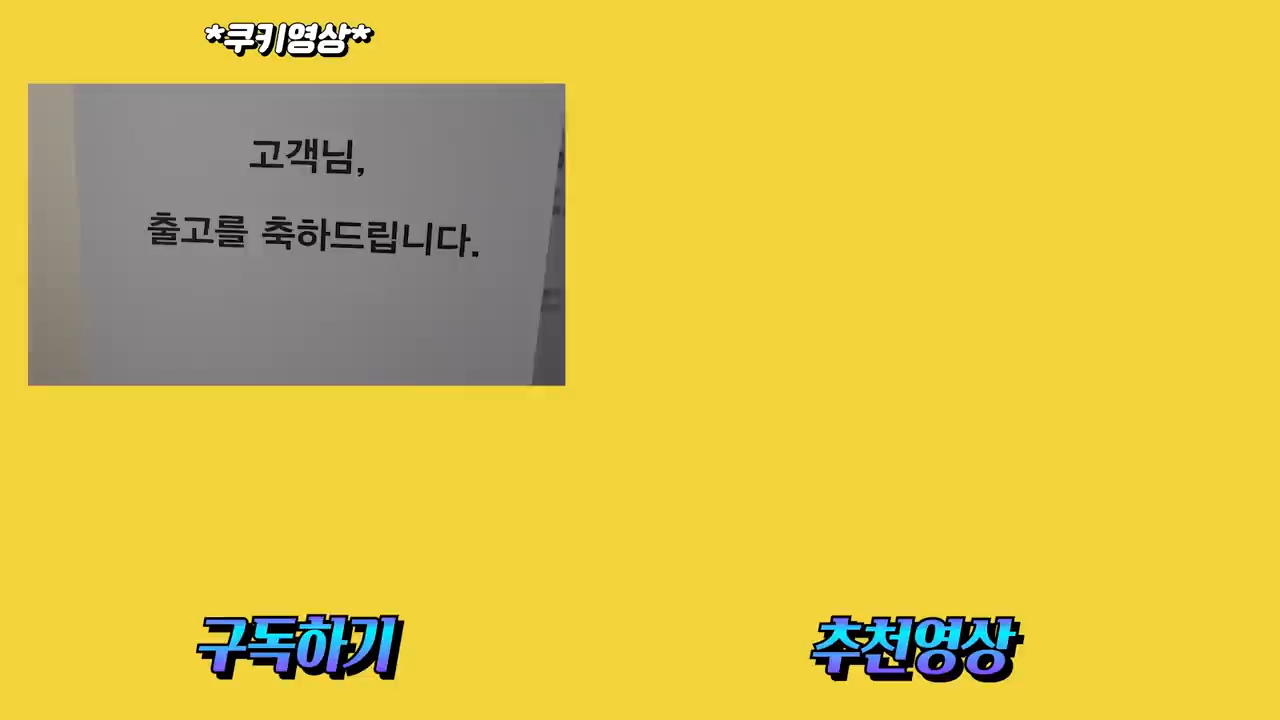 *쿠키영상*
고객님,
출고를 축하드립니다.
구독하기
추천영상